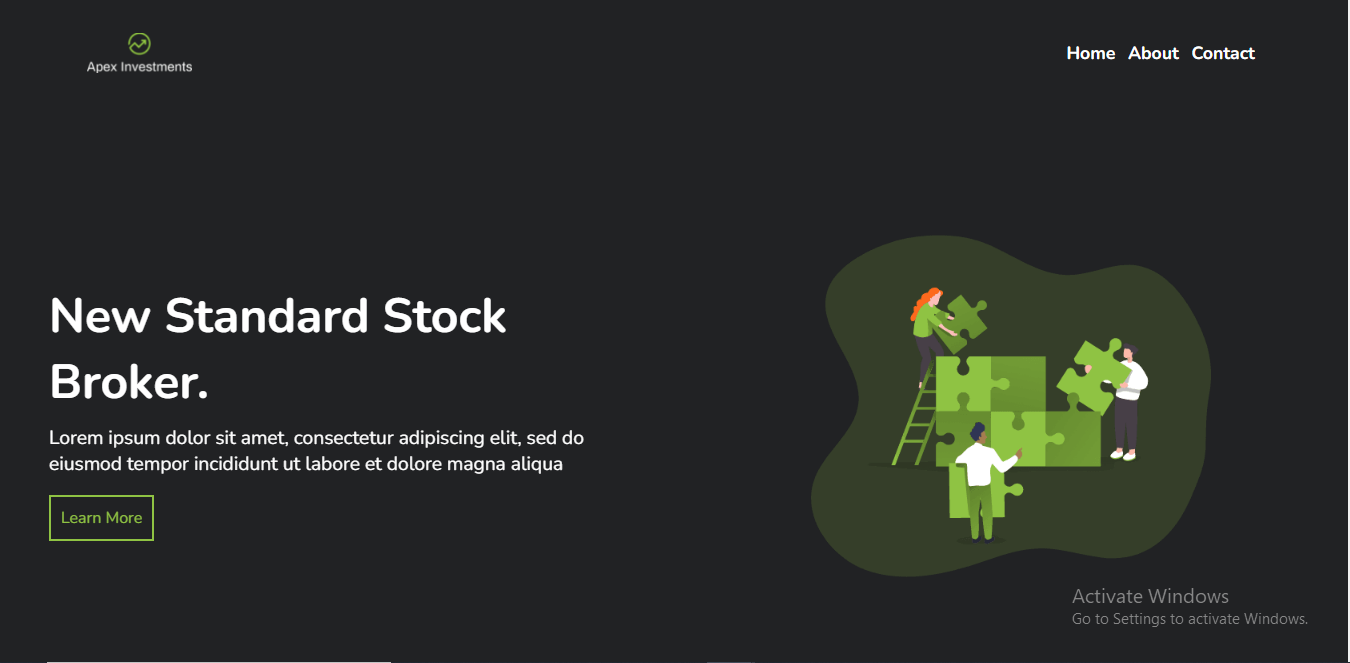 Apex Investments
Home About Contact
New Standard Stock
Broker.
Lorem ipsum dolor sit amet, consectetur adipiscing elit, sed do
eiusmod tempor incididunt ut labore et dolore magna aliqua
Learn More
Activate Windows
Go to Settings to activate Windows.